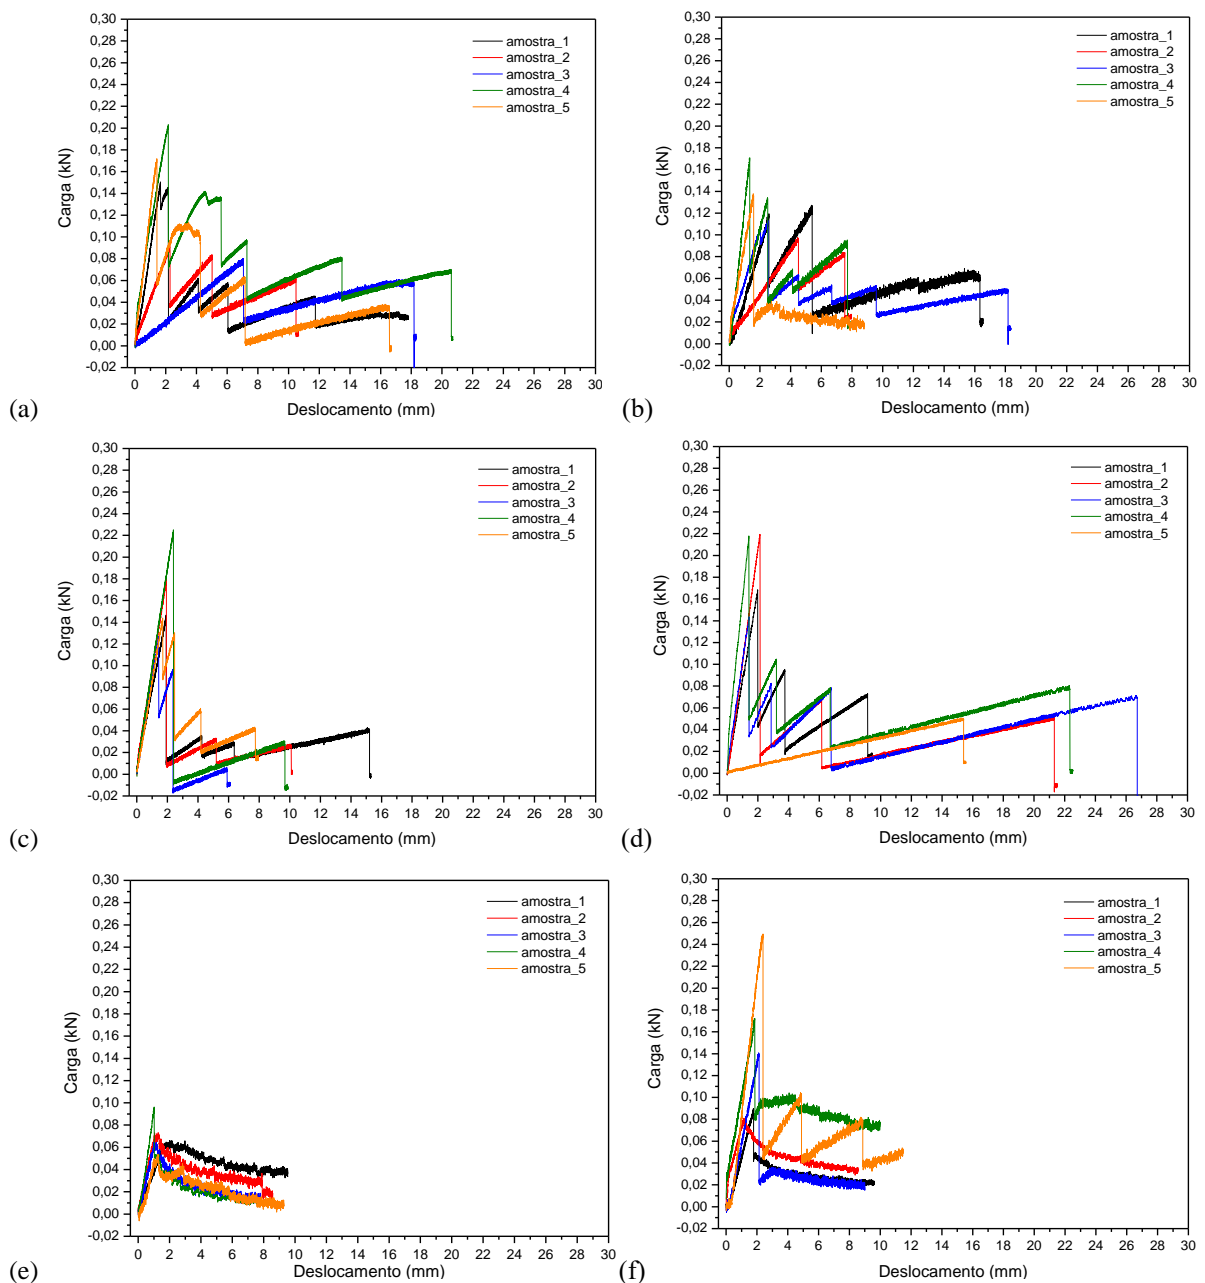 0,30
0,28
0,26
0,24
0,22
0,20
0,18
0,16
0,14
0,12
0,10
0,08
0,06
0,04
0,02
0,00
-0,02
Carga (kN)
amostra_1
amostra_2
amostra_3
amostra_4
amostra_5
0 2 4 6 8 10 12 14 16 18 20 22 24 26 28 30
Deslocamento (mm)
(a)
0,30
0,28
0,26
0,24
0,22
0,20
0,18
0,16
0,14
0,12
0,10
0,08
0,06
0,04
0,02
0,00
-0,02
Carga (kN)
amostra_1
amostra_2
amostra_3
amostra_4
amostra_5
0 2 4 6 8 10 12 14 16 18 20 22 24 26 28 30
Deslocamento (mm)
(b)
0,30
0,28
0,26
0,24
0,22
0,20
0,18
0,16
0,14
0,12
0,10
0,08
0,06
0,04
0,02
0,00
-0,02
Carga (kN)
amostra_1
amostra_2
amostra_3
amostra_4
amostra_5
0 2 4 6 8 10 12 14 16 18 20 22 24 26 28 30
Deslocamento (mm)
(c)
0,30
0,28
0,26
0,24
0,22
0,20
0,18
0,16
0,14
0,12
0,10
0,08
0,06
0,04
0,02
0,00
-0,02
Carga (kN)
amostra_1
amostra_2
amostra_3
amostra_4
amostra_5
0 2 4 6 8 10 12 14 16 18 20 22 24 26 28 30
Deslocamento (mm)
(d)
0,30
0,28
0,26
0,24
0,22
0,20
0,18
0,16
0,14
0,12
0,10
0,08
0,06
0,04
0,02
0,00
-0,02
Carga (kN)
amostra_1
amostra_2
amostra_3
amostra_4
amostra_5
0 2 4 6 8 10 12 14 16 18 20 22 24 26 28 30
Deslocamento (mm)
(e)
0,30
0,28
0,26
0,24
0,22
0,20
0,18
0,16
0,14
0,12
0,10
0,08
0,06
0,04
0,02
0,00
-0,02
Carga (kN)
amostra_1
amostra_2
amostra_3
amostra_4
amostra_5
0 2 4 6 8 10 12 14 16 18 20 22 24 26 28 30
Deslocamento (mm)
(f)